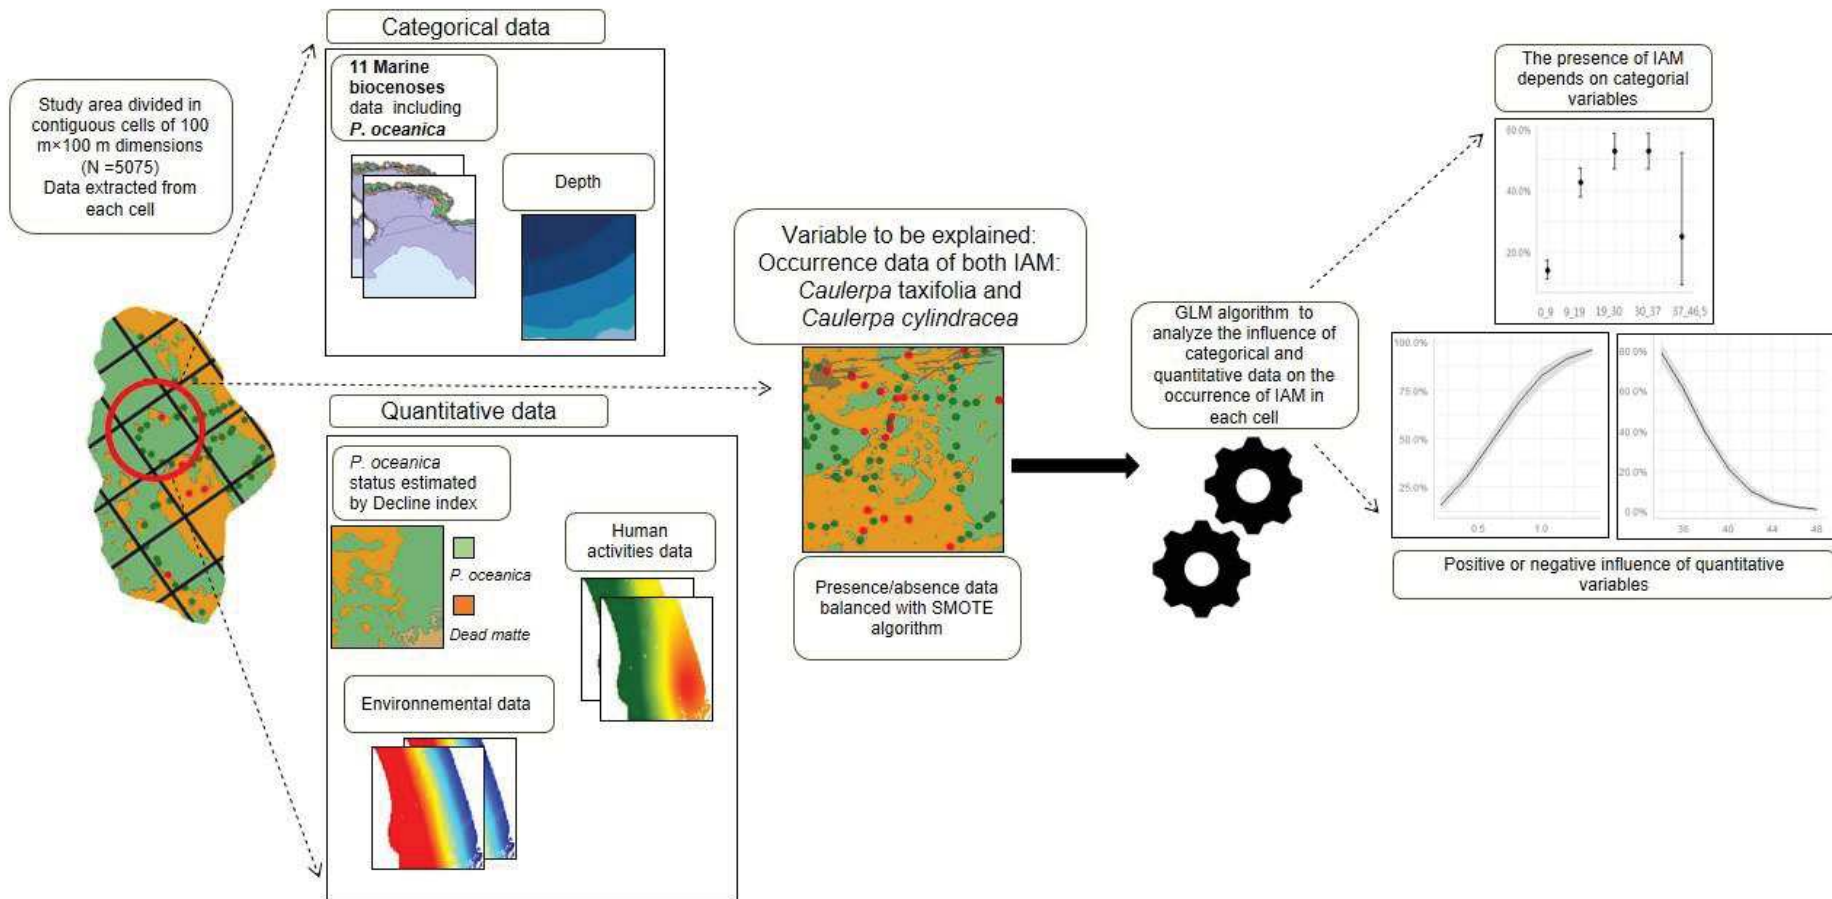 Study area divided in
contiguous cells of 100
m×100 m dimensions
(N =5075)
Data extracted from
each cell
Categorical data
11 Marine
biocenoses
data including
P. oceanica
Depth
Quantitative data
P. oceanica
status estimated
by Decline index
P. oceanica
Dead matte
Human
activities data
Environnemental data
Variable to be explained:
Occurrence data of both IAM:
Caulerpa taxifolia and
Caulerpa cylindracea
Presence/absence data
balanced with SMOTE
algorithm
GLM algorithm to
analyze the influence of
categorical and
quantitative data on the
occurrence of IAM in
each cell
The presence of IAM
depends on categorial
variables
60.0%
40.0%
20.0%
0_9 9_19 19_30 30_37 37_46,5
100.0%
75.0%
50.0%
25.0%
0.5 1.0
80.0%
60.0%
40.0%
20.0%
0.0%
36 40 44 48
Positive or negative influence of quantitative
variables